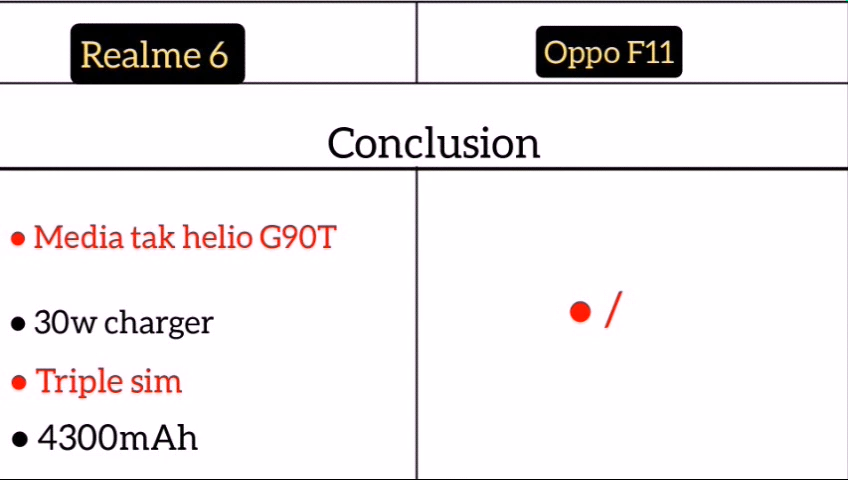 Realme 6
Oppo F11
Conclusion
• Media tak helio G90T
• 30w charger
• Triple sim
• 4300mAh
• /